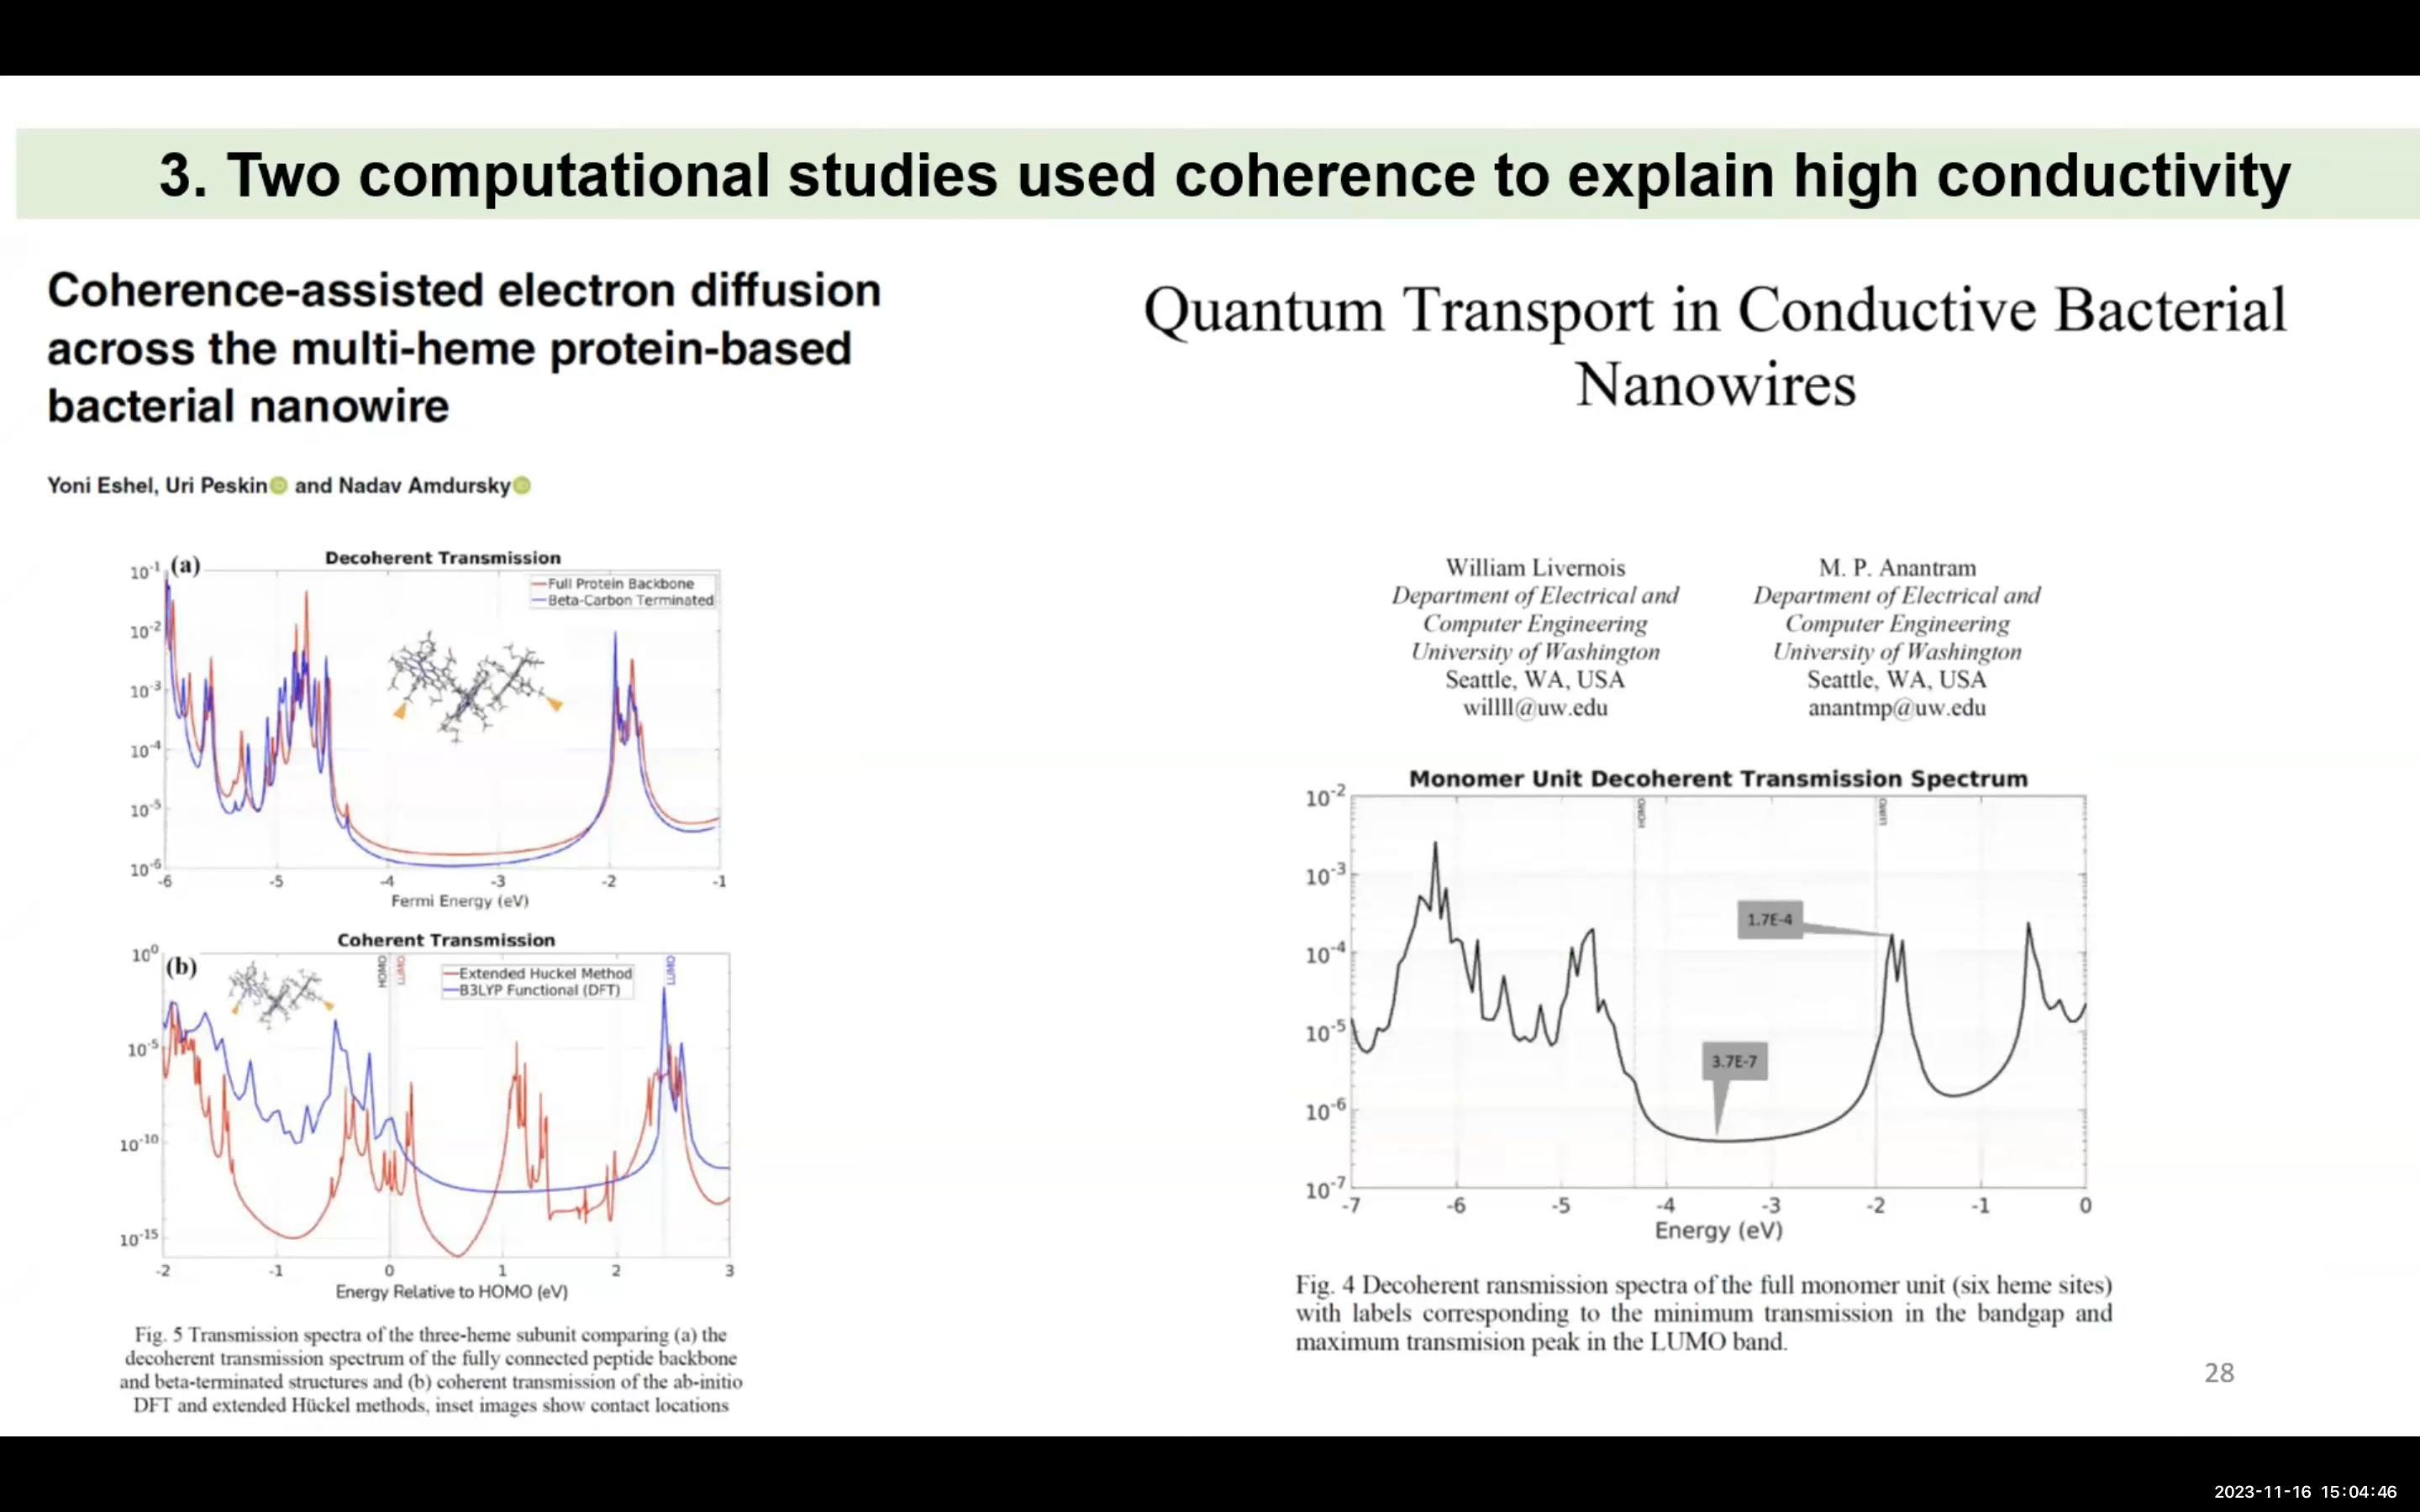 3. Two computational studies used coherence to explain high conductivity
Coherence-assisted electron diffusion
across the multi-heme protein-based
bacterial nanowire
Yoni Eshel, Uri Peskin and Nadav Amdursky
Decoherent Transmission
(a)
Full Protein Backbone
Beta-Carbon Terminated
10-1
10-2
10-3
10-4
10-5
10-6
-6 -5 -4 -3 -2 -1
Fermi Energy (eV)
Coherent Transmission
(b)
HOMO
LUMO
LUMO
Extended Huckel Method
B3LYP Functional (DFT)
100
10-5
10-10
10-15
-2 -1 0 1 2 3
Energy Relative to HOMO (eV)
Fig. 5 Transmission spectra of the three-heme subunit comparing (a) the
decoherent transmission spectrum of the fully connected peptide backbone
and beta-terminated structures and (b) coherent transmission of the ab-initio
DFT and extended Hückel methods, inset images show contact locations
Quantum Transport in Conductive Bacterial
Nanowires
William Livernois
Department of Electrical and
Computer Engineering
University of Washington
Seattle, WA, USA
willll@uw.edu
M. P. Anantram
Department of Electrical and
Computer Engineering
University of Washington
Seattle, WA, USA
anantmp@uw.edu
Monomer Unit Decoherent Transmission Spectrum
HOMO
LUMO
10-2
10-3
10-4
10-5
10-6
10-7
1.7E-4
3.7E-7
-7 -6 -5 -4 -3 -2 -1 0
Energy (eV)
Fig. 4 Decoherent ransmission spectra of the full monomer unit (six heme sites)
with labels corresponding to the minimum transmission in the bandgap and
maximum transmision peak in the LUMO band.
28
2023-11-16 15:04:46